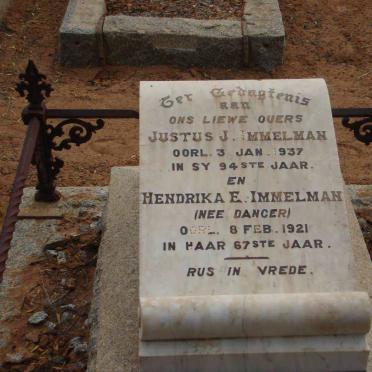 Ter Gedagtenis
aan
ONS LIEWE OUERS
JUSTUS J. IMMELMAN
OORL. 3 JAN. 1937
IN SY 94STE JAAR.
EN
HENDRIKA E. IMMELMAN
(NEE DANCER)
OORL. 8 FEB. 1921
IN HAAR 67STE JAAR.
RUS IN VREDE.